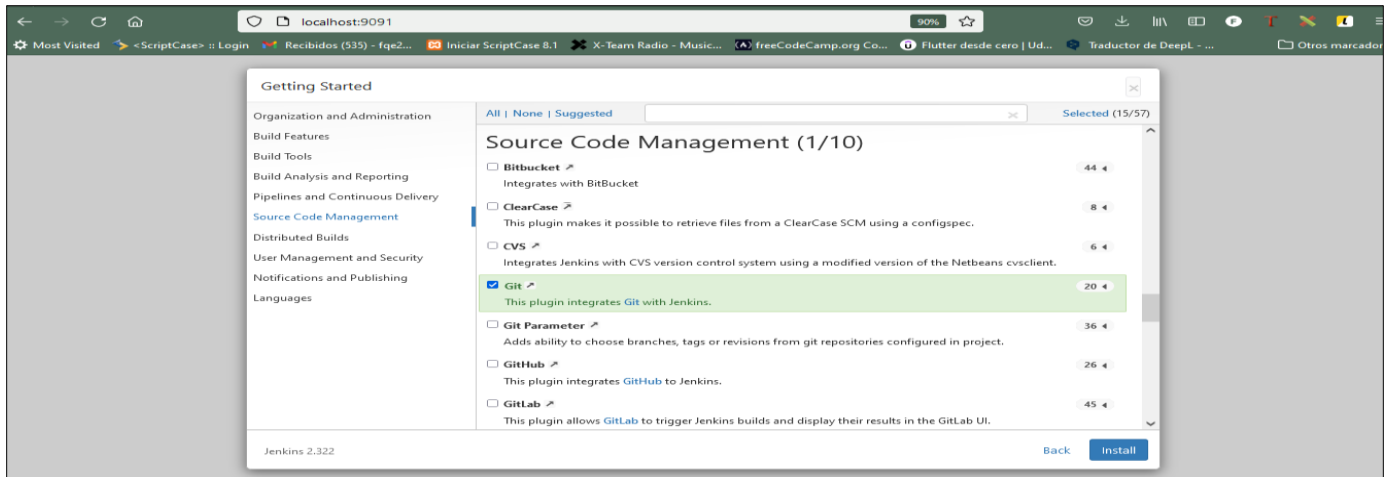 localhost:9091
90%
Most Visited <ScriptCase> :: Login Recibidos (535) - fqe2... Iniciar ScriptCase 8.1 X-Team Radio - Music... freeCodeCamp.org Co... Flutter desde cero | Ud... Traductor de DeepL - ... Otros marcador
Getting Started
Organization and Administration
Build Features
Build Tools
Build Analysis and Reporting
Pipelines and Continuous Delivery
Source Code Management
Distributed Builds
User Management and Security
Notifications and Publishing
Languages
All | None | Suggested
Selected (15/57)
Source Code Management (1/10)
Bitbucket 44
Integrates with BitBucket
ClearCase 8
This plugin makes it possible to retrieve files from a ClearCase SCM using a configspec.
CVS 6
Integrates Jenkins with CVS version control system using a modified version of the Netbeans cvsclient.
Git 20
This plugin integrates Git with Jenkins.
Git Parameter 36
Adds ability to choose branches, tags or revisions from git repositories configured in project.
GitHub 26
This plugin integrates GitHub to Jenkins.
GitLab 45
This plugin allows GitLab to trigger Jenkins builds and display their results in the GitLab UI.
Jenkins 2.322
Back Install